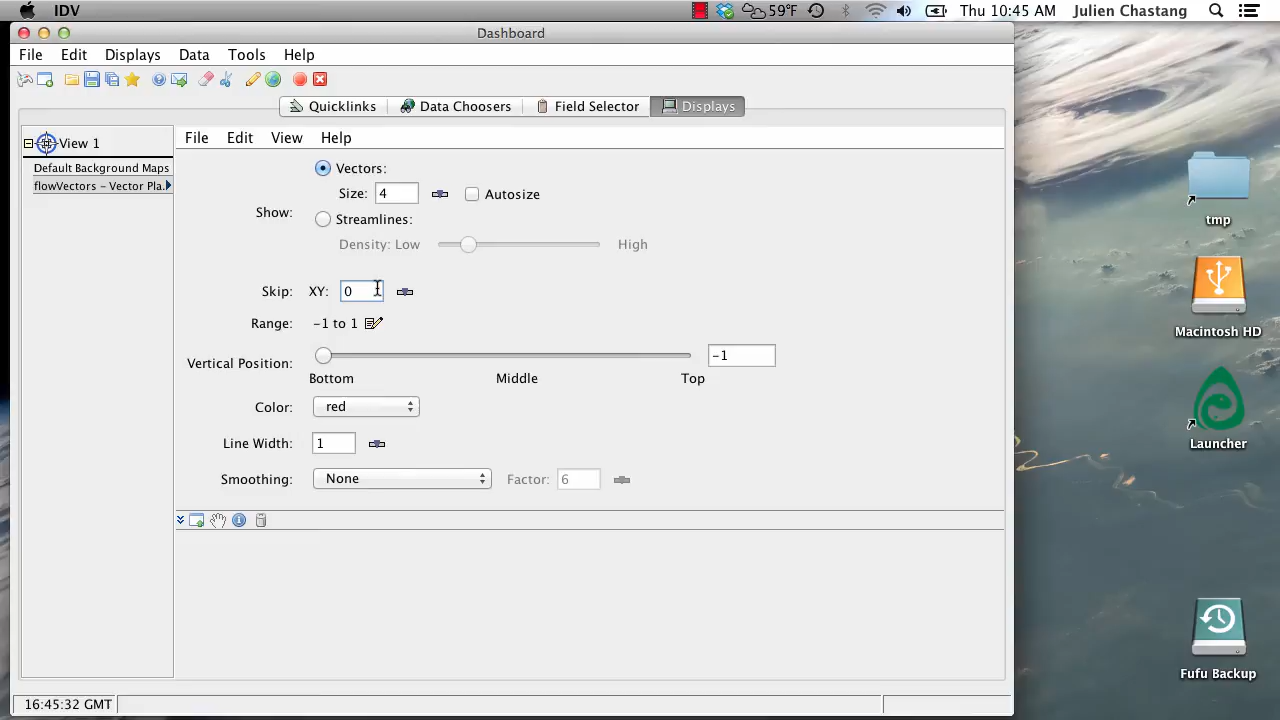 IDV 59°F Thu 10:45 AM Julien Chastang
Dashboard
File Edit Displays Data Tools Help
Quicklinks Data Choosers Field Selector Displays
View 1
Default Background Maps
flowVectors – Vector Pla.
File Edit View Help
Show:
Vectors:
Size: 4 Autosize
Streamlines:
Density: Low High
Skip: XY: 0
Range: -1 to 1
Vertical Position: -1
Bottom Middle Top
Color: red
Line Width: 1
Smoothing: None Factor: 6
16:45:32 GMT
tmp
Macintosh HD
Launcher
Fufu Backup